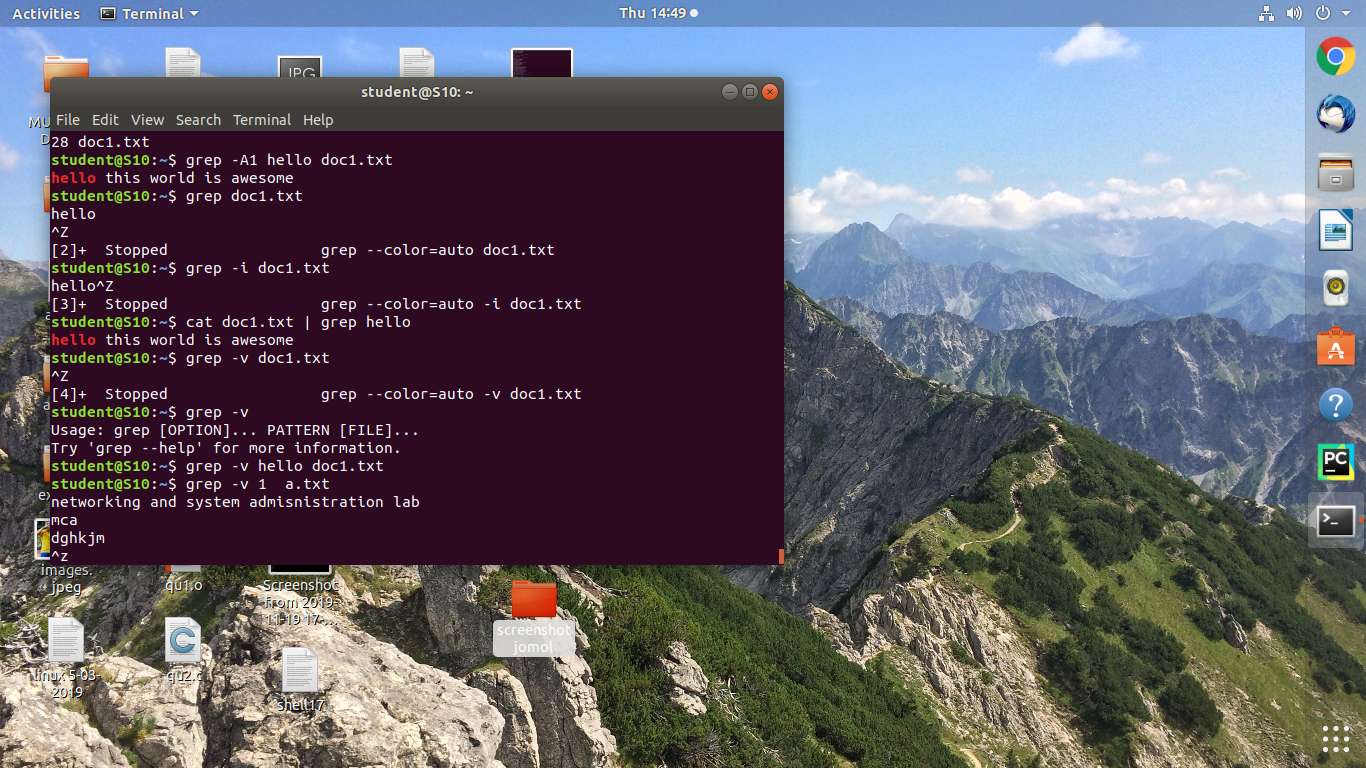 Activities
Terminal
Thu 14:49
student@S10: ~
File Edit View Search Terminal Help
28 doc1.txt
student@S10:~$ grep -A1 hello doc1.txt
hello this world is awesome
student@S10:~$ grep doc1.txt
hello
^Z
[2]+  Stopped                 grep --color=auto doc1.txt
student@S10:~$ grep -i doc1.txt
hello^Z
[3]+  Stopped                 grep --color=auto -i doc1.txt
student@S10:~$ cat doc1.txt | grep hello
hello this world is awesome
student@S10:~$ grep -v doc1.txt
^Z
[4]+  Stopped                 grep --color=auto -v doc1.txt
student@S10:~$ grep -v
Usage: grep [OPTION]... PATTERN [FILE]...
Try 'grep --help' for more information.
student@S10:~$ grep -v hello doc1.txt
student@S10:~$ grep -v 1  a.txt
networking and system admisnistration lab
mca
dghkjm
^z
JPG
MU
D
ex
images.
jpeg
qu1.o
Screenshot
from 2019-
11-19 17-...
screenshot
jomol
linux 5-03-
2019
C
qu2.c
shell17
A
?
PC
>_